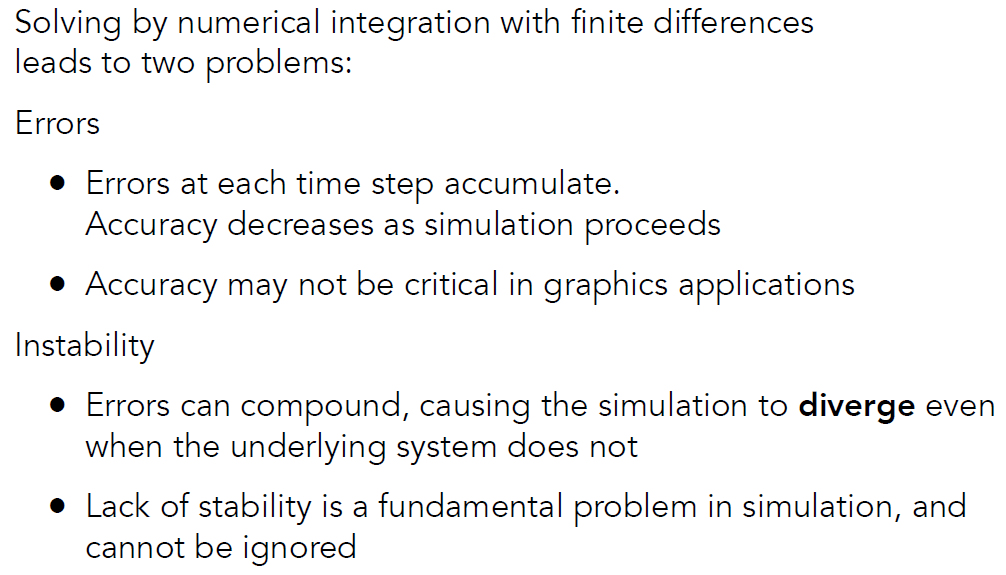 Solving by numerical integration with finite differences
leads to two problems:
Errors
• Errors at each time step accumulate.
Accuracy decreases as simulation proceeds
• Accuracy may not be critical in graphics applications
Instability
• Errors can compound, causing the simulation to diverge even
when the underlying system does not
• Lack of stability is a fundamental problem in simulation, and
cannot be ignored